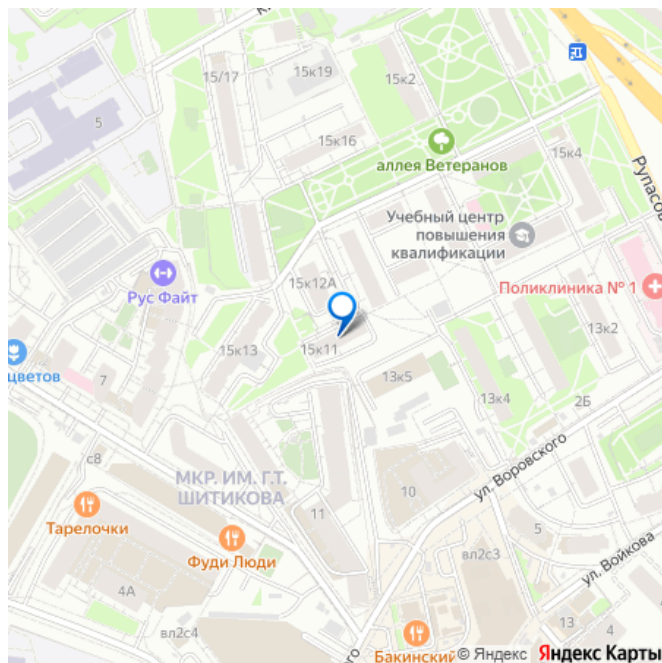 15/17
15к19
15к2
5
15к16
аллея Ветеранов
15к4
Рупасов
Учебный центр
повышения
квалификации
Поликлиника № 1
Рус Файт
15к12А
13к2
15к13
15к11
13к5
цветов
7
13к4
2Б
с8
МКР. ИМ. Г.Т.
ШИТИКОВА
ул. Воровского
10
Тарелочки
11
5
Фуди Люди
вл2с3
ул. Войкова
4А
вл2с4
13
4
Бакинский
© Яндекс
Яндекс Карты